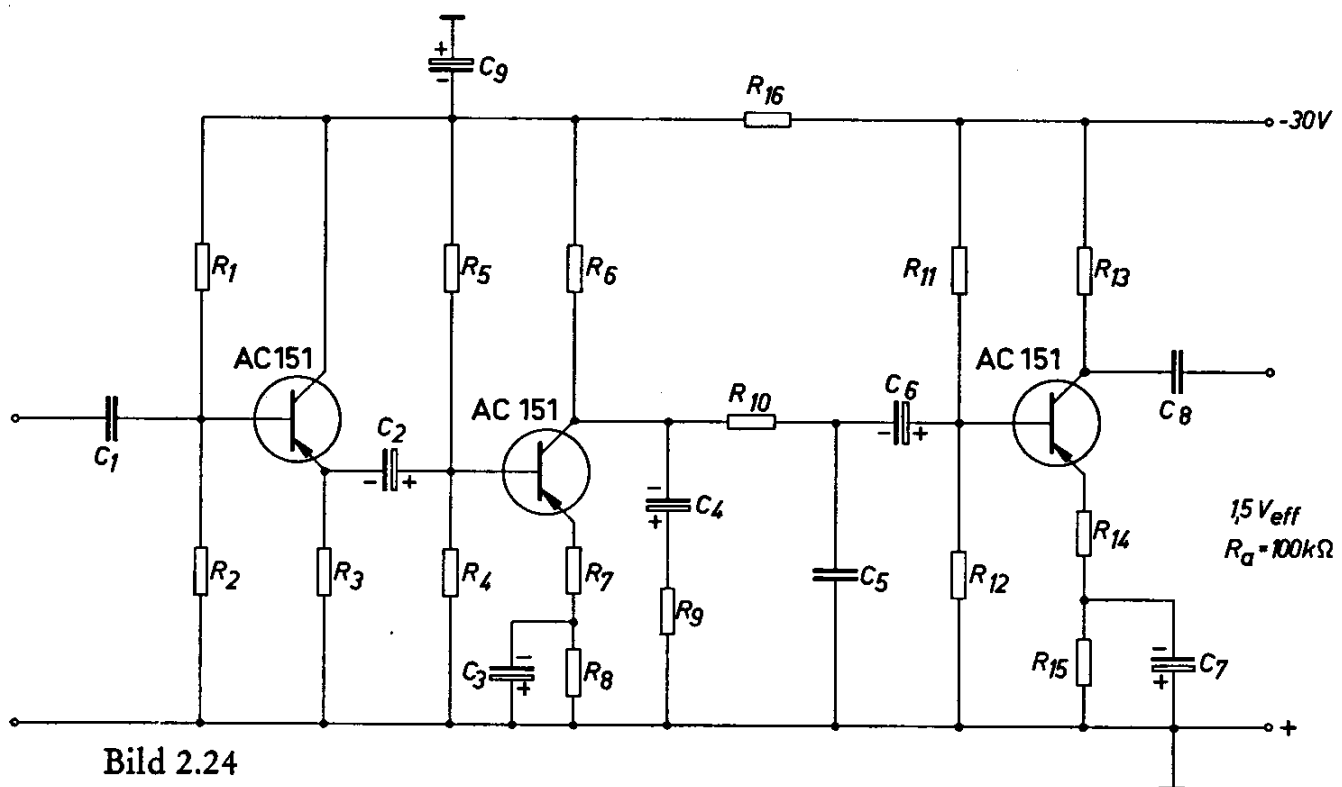 +
-
C9
R16
-30V
R1
R5
R6
R11
R13
AC151
AC 151
AC 151
C1
C2
- +
R10
C6
- +
C8
-
+
C4
1,5 Veff
Ra = 100kΩ
R2
R3
R4
R7
R9
C5
R12
R14
C3
-
+
R8
R15
-
+
C7
+
Bild 2.24